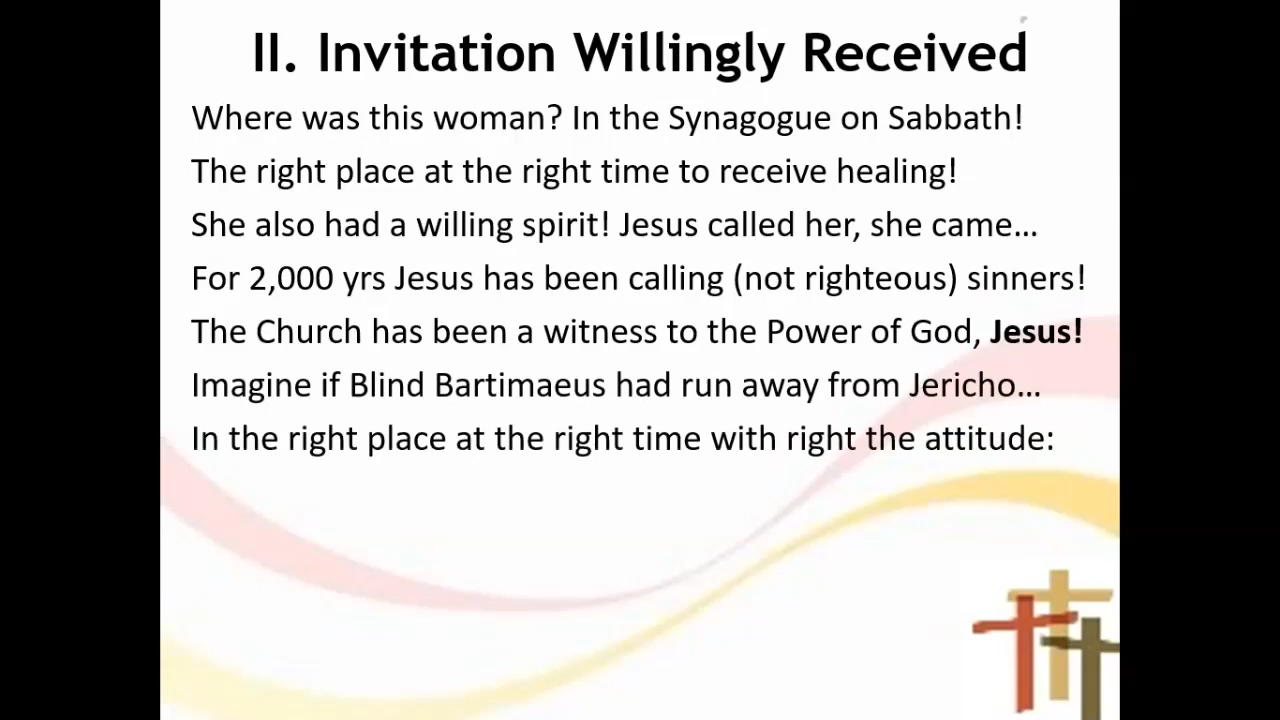 II. Invitation Willingly Received
Where was this woman? In the Synagogue on Sabbath!
The right place at the right time to receive healing!
She also had a willing spirit! Jesus called her, she came…
For 2,000 yrs Jesus has been calling (not righteous) sinners!
The Church has been a witness to the Power of God, Jesus!
Imagine if Blind Bartimaeus had run away from Jericho…
In the right place at the right time with right the attitude: